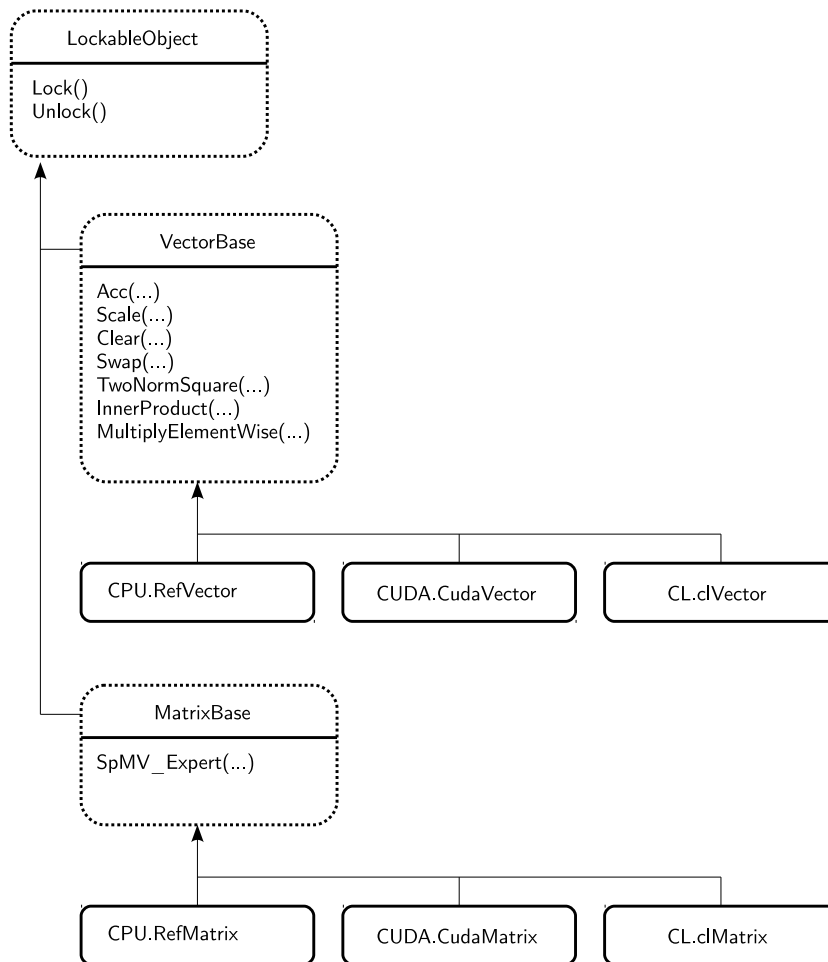 LockableObject
Lock()
Unlock()
VectorBase
Acc(...)
Scale(...)
Clear(...)
Swap(...)
TwoNormSquare(...)
InnerProduct(...)
MultiplyElementWise(...)
CPU.RefVector
CUDA.CudaVector
CL.clVector
MatrixBase
SpMV_Expert(...)
CPU.RefMatrix
CUDA.CudaMatrix
CL.clMatrix